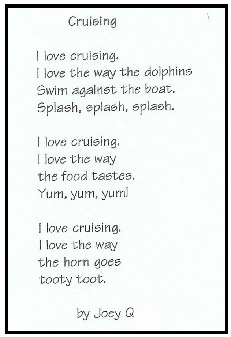 Cruising
I love cruising.
I love the way the dolphins
Swim against the boat.
Splash, splash, splash.
I love cruising.
I love the way
the food tastes.
Yum, yum, yum!
I love cruising.
I love the way
the horn goes
tooty toot.
by Joey Q